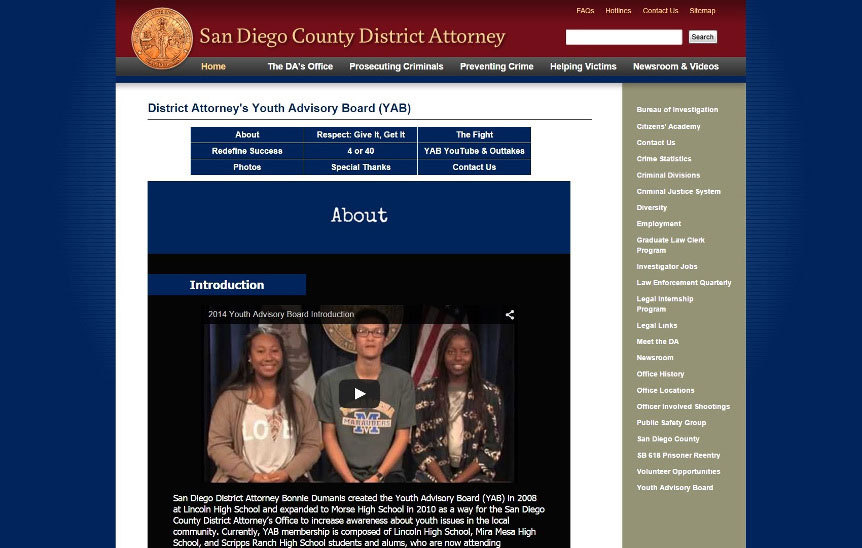 FAQs Hotlines Contact Us Sitemap
San Diego County District Attorney
Search
Home The DA's Office Prosecuting Criminals Preventing Crime Helping Victims Newsroom & Videos
District Attorney's Youth Advisory Board (YAB)
About Respect: Give It, Get It The Fight
Redefine Success 4 or 40 YAB YouTube & Outtakes
Photos Special Thanks Contact Us
About
Introduction
2014 Youth Advisory Board Introduction
LOVE
M
MARAUDERS
San Diego District Attorney Bonnie Dumanis created the Youth Advisory Board (YAB) in 2008
at Lincoln High School and expanded to Morse High School in 2010 as a way for the San Diego
County District Attorney's Office to increase awareness about youth issues in the local
community. Currently, YAB membership is composed of Lincoln High School, Mira Mesa High
School, and Scripps Ranch High School students and alums, who are now attending
Bureau of Investigation
Citizens' Academy
Contact Us
Crime Statistics
Criminal Divisions
Criminal Justice System
Diversity
Employment
Graduate Law Clerk
Program
Investigator Jobs
Law Enforcement Quarterly
Legal Internship
Program
Legal Links
Meet the DA
Newsroom
Office History
Office Locations
Officer Involved Shootings
Public Safety Group
San Diego County
SB 618 Prisoner Reentry
Volunteer Opportunities
Youth Advisory Board